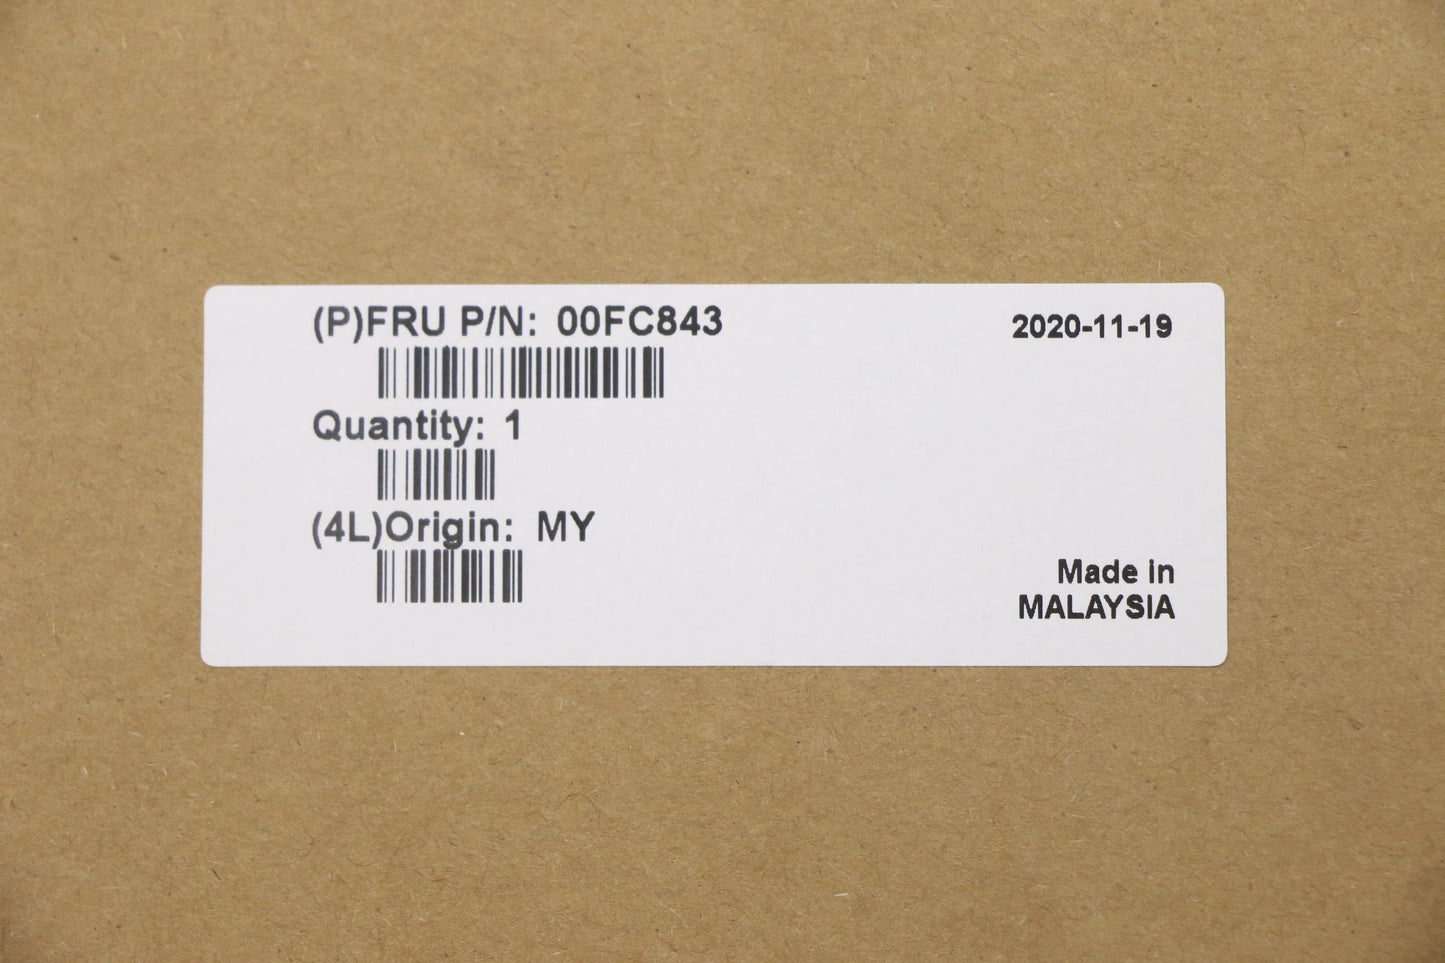 (P)FRU P/N: 00FC843
2020-11-19
Quantity: 1
(4L)Origin: MY
Made in
MALAYSIA